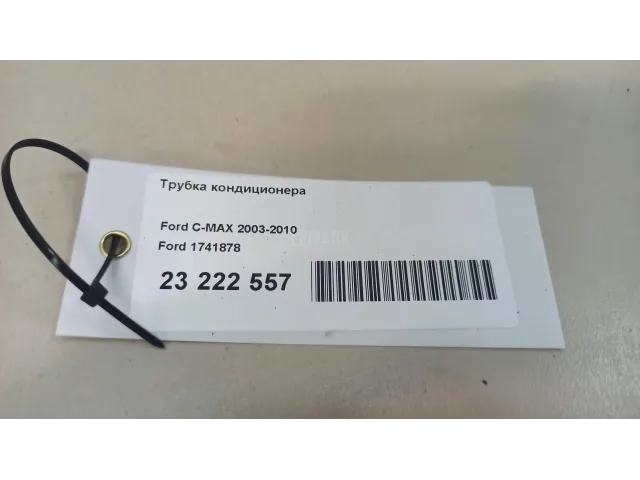 Трубка кондиционера
Ford C-MAX 2003-2010
Ford 1741878
23 222 557